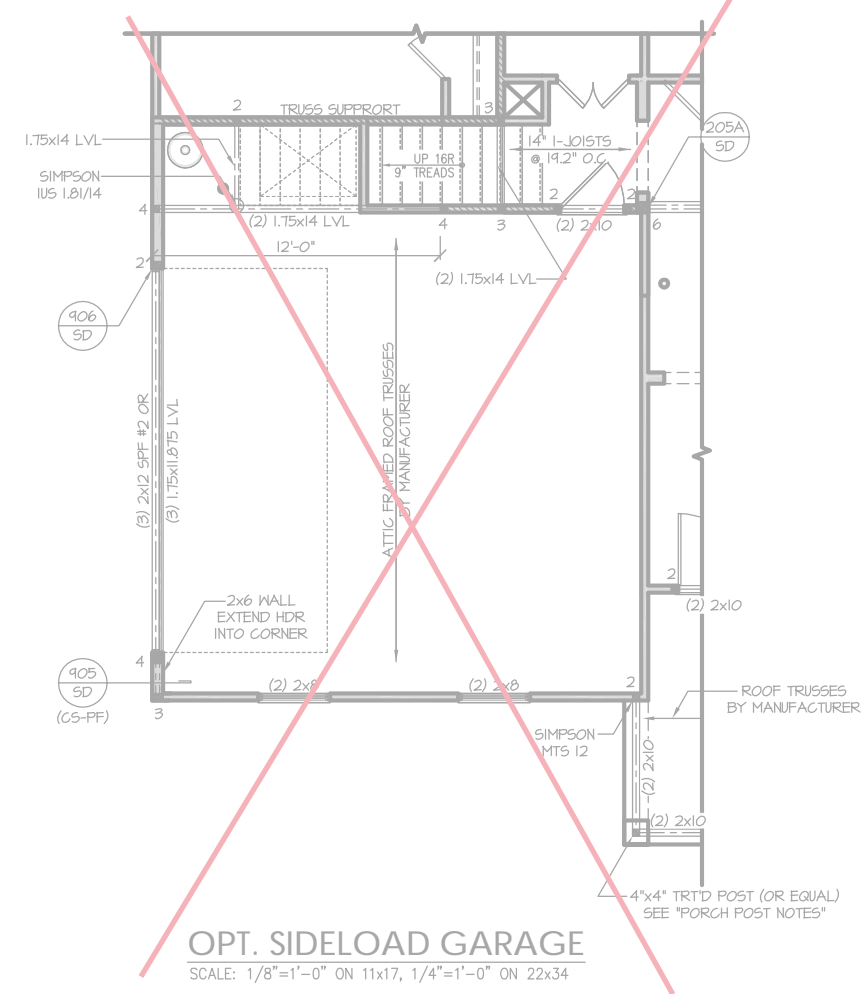 2
TRUSS SUPPRORT
3
1.75x14 LVL
205A
SD
14" I-JOISTS
@ 19.2" O.C
UP 16R
9" TREADS
SIMPSON
IUS 1.81/14
2
2
4
(2) 1.75x14 LVL
4
3
(2) 2x10
6
12'-0"
2
(2) 1.75x14 LVL
906
SD
(3) 2x12 SPF #2 OR
(3) 1.75x11.875 LVL
ATTIC FRAMED ROOF TRUSSES
BY MANUFACTURER
2
(2) 2x10
2x6 WALL
EXTEND HDR
INTO CORNER
4
905
SD
(CS-PF)
3
(2) 2x8
(2) 2x8
2
ROOF TRUSSES
BY MANUFACTURER
SIMPSON
MTS 12
(2) 2x10
(2) 2x10
4"x4" TRT'D POST (OR EQUAL)
SEE "PORCH POST NOTES"
OPT. SIDELOAD GARAGE
SCALE: 1/8"=1'-0" ON 11x17, 1/4"=1'-0" ON 22x34